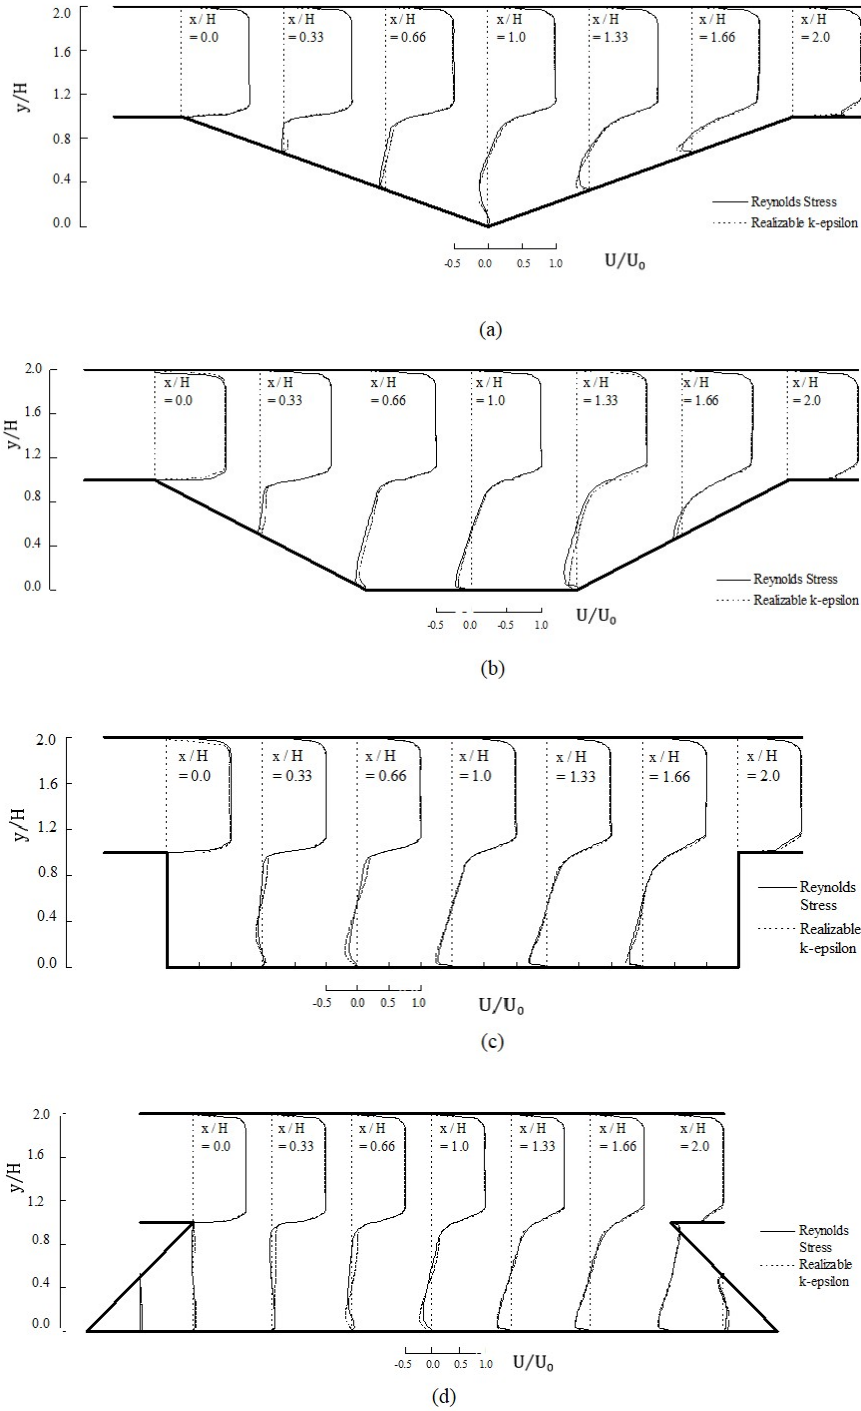 2.0
1.6
1.2
0.8
0.4
0.0
y/H
x / H
= 0.0
x / H
= 0.33
x / H
= 0.66
x / H
= 1.0
x / H
= 1.33
x / H
= 1.66
x / H
= 2.0
Reynolds Stress
Realizable k-epsilon
-0.5 0.0 0.5 1.0
U/U₀
(a)
2.0
1.6
1.2
0.8
0.4
0.0
y/H
x / H
= 0.0
x / H
= 0.33
x / H
= 0.66
x / H
= 1.0
x / H
= 1.33
x / H
= 1.66
x / H
= 2.0
Reynolds Stress
Realizable k-epsilon
-0.5 0.0 -0.5 1.0
U/U₀
(b)
2.0
1.6
1.2
0.8
0.4
0.0
y/H
x / H
= 0.0
x / H
= 0.33
x / H
= 0.66
x / H
= 1.0
x / H
= 1.33
x / H
= 1.66
x / H
= 2.0
Reynolds
Stress
Realizable
k-epsilon
-0.5 0.0 0.5 1.0
U/U₀
(c)
2.0
1.6
1.2
0.8
0.4
0.0
y/H
x / H
= 0.0
x / H
= 0.33
x / H
= 0.66
x / H
= 1.0
x / H
= 1.33
x / H
= 1.66
x / H
= 2.0
Reynolds
Stress
Realizable
k-epsilon
-0.5 0.0 0.5 1.0
U/U₀
(d)